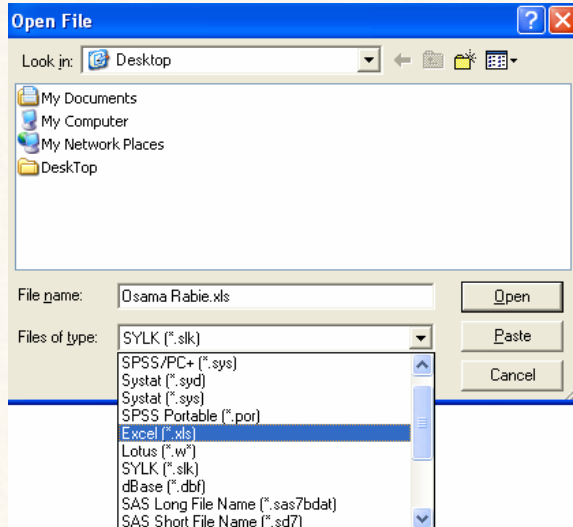 Open File
Look in: Desktop
My Documents
My Computer
My Network Places
DeskTop
File name: Osama Rabie.xls Open
Files of type: SYLK (*.slk) Paste
Cancel
SPSS/PC+ (*.sys)
Systat (*.syd)
Systat (*.sys)
SPSS Portable (*.por)
Excel (*.xls)
Lotus (*.w*)
SYLK (*.slk)
dBase (*.dbf)
SAS Long File Name (*.sas7bdat)
SAS Short File Name (*.sd7)